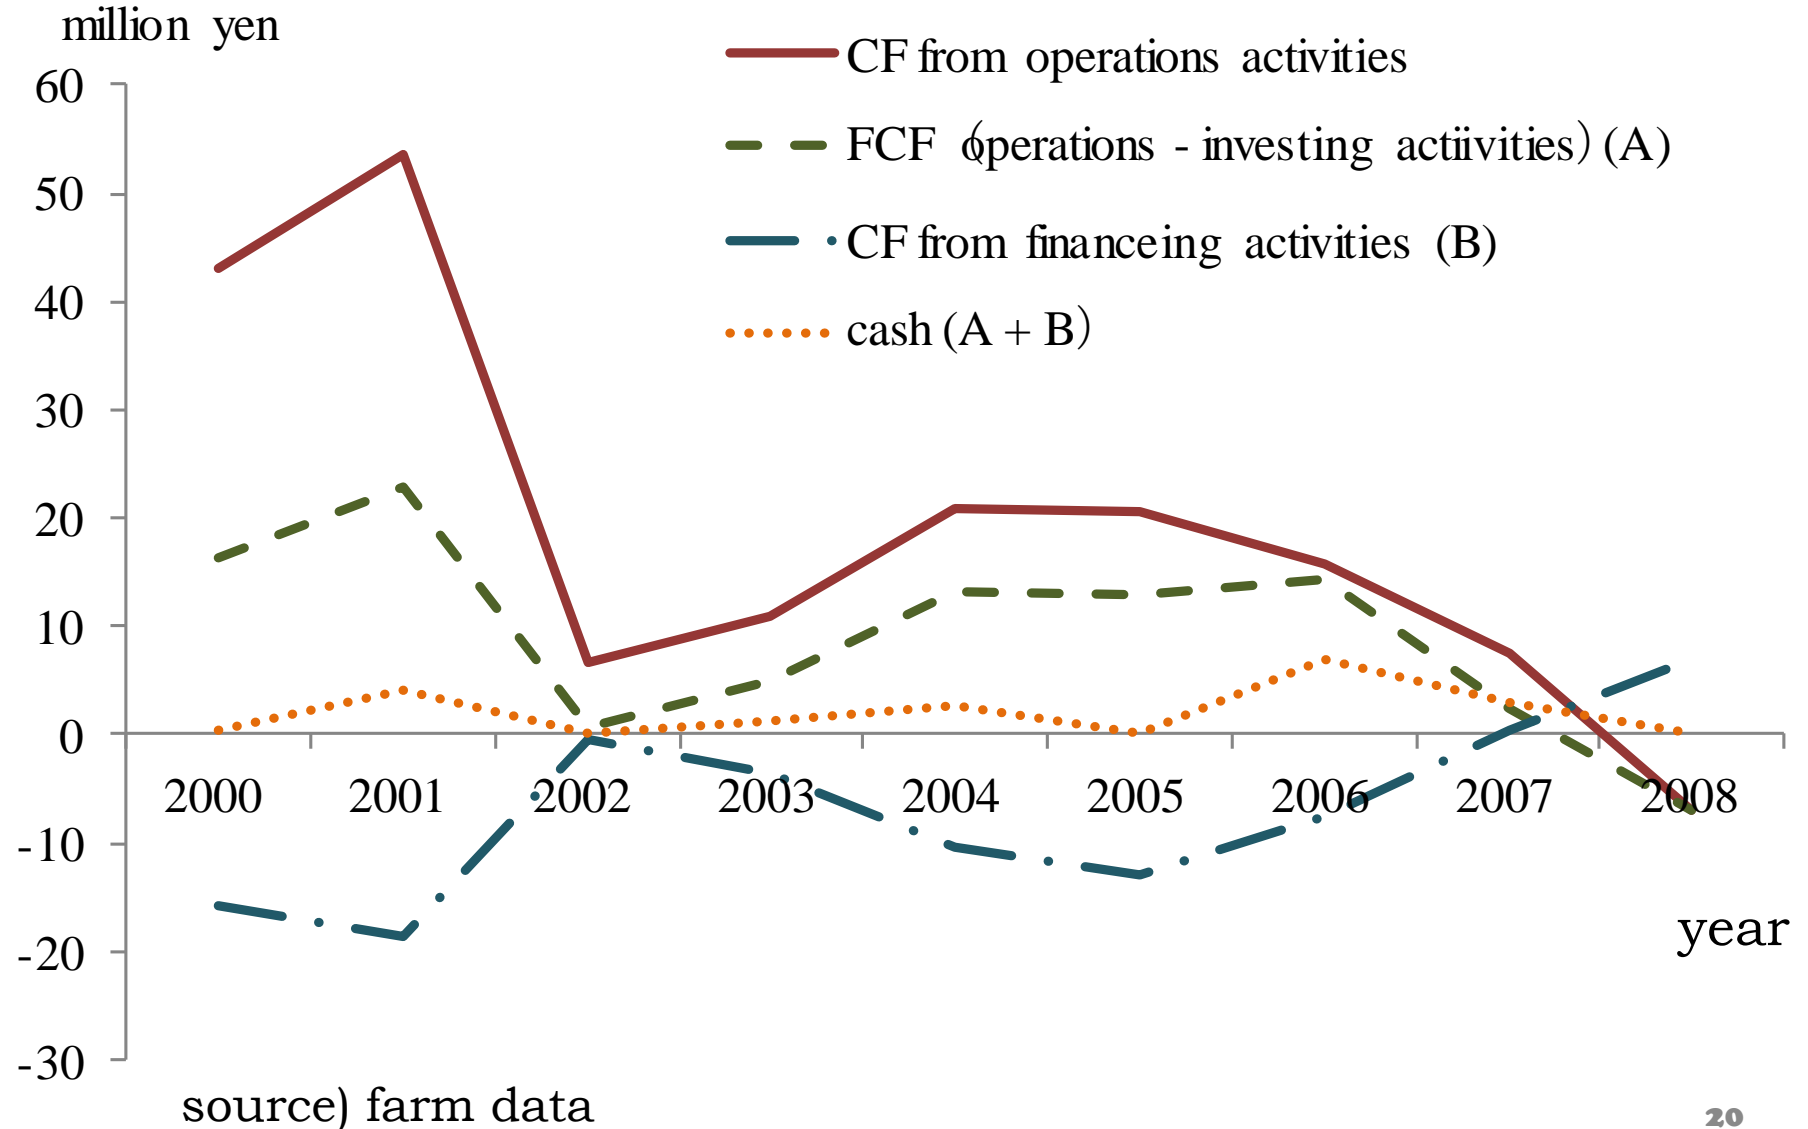 million yen
CF from operations activities
FCF （operations - investing actiivities）(A)
CF from financeing activities (B)
cash (A + B）
60
50
40
30
20
10
0
-10
-20
-30
2000 2001 2002 2003 2004 2005 2006 2007 2008
year
source) farm data
20